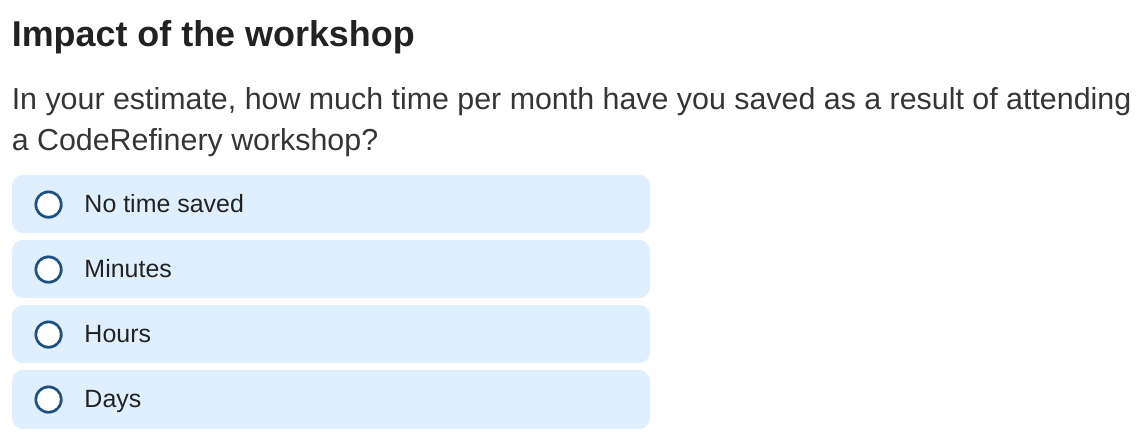 Impact of the workshop
In your estimate, how much time per month have you saved as a result of attending
a CodeRefinery workshop?
No time saved
Minutes
Hours
Days